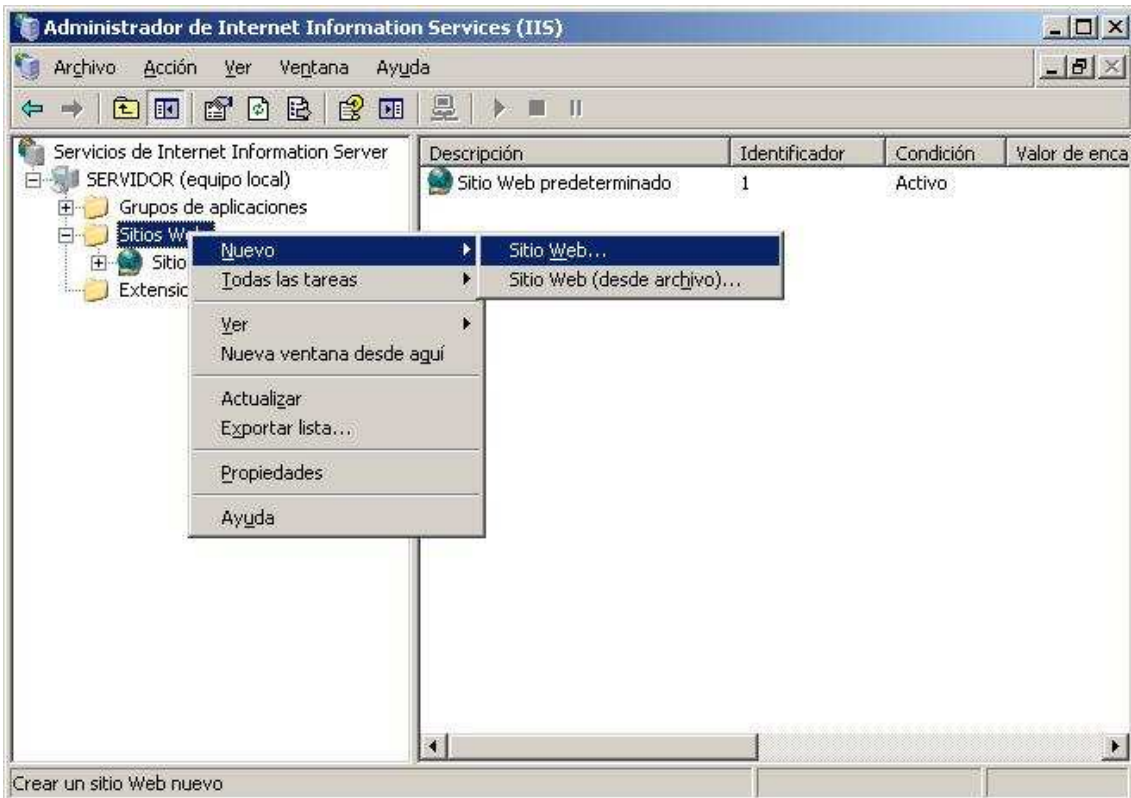 Administrador de Internet Information Services (IIS)
Archivo Acción Ver Ventana Ayuda
Servicios de Internet Information Server
SERVIDOR (equipo local)
Grupos de aplicaciones
Sitios
Sitio
Descripción Identificador Condición Valor de enca
Sitio Web predeterminado 1 Activo
Nuevo
Todas las tareas
Ver
Nueva ventana desde aquí
Actualizar
Exportar lista...
Propiedades
Ayuda
Sitio Web...
Sitio Web (desde archivo)...
Crear un sitio Web nuevo